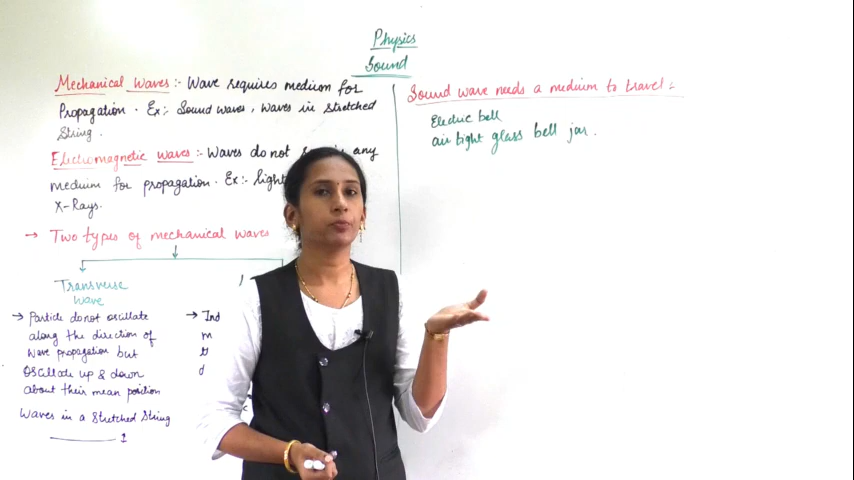 Physics
Sound
Mechanical Waves :- Wave requires medium for
Propagation. Ex:- Sound waves, Waves in Stretched
String.
Electromagnetic waves :- Waves do not any
medium for propagation. Ex:- light
X-Rays.
→ Two types of mechanical waves
Transverse
wave
→ Particle do not oscillate
along the direction of
wave propagation but
Oscillate up & down
about their mean position
Waves in a Stretched String
→ Ind
m
d
Sound wave needs a medium to travel :-
Electric bell
air tight glass bell jar.